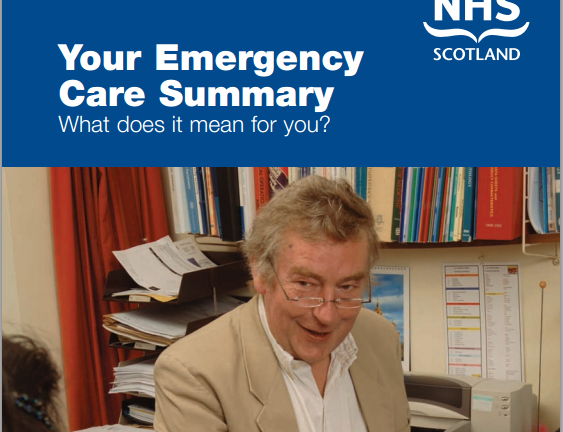 NHS
SCOTLAND
Your Emergency
Care Summary
What does it mean for you?